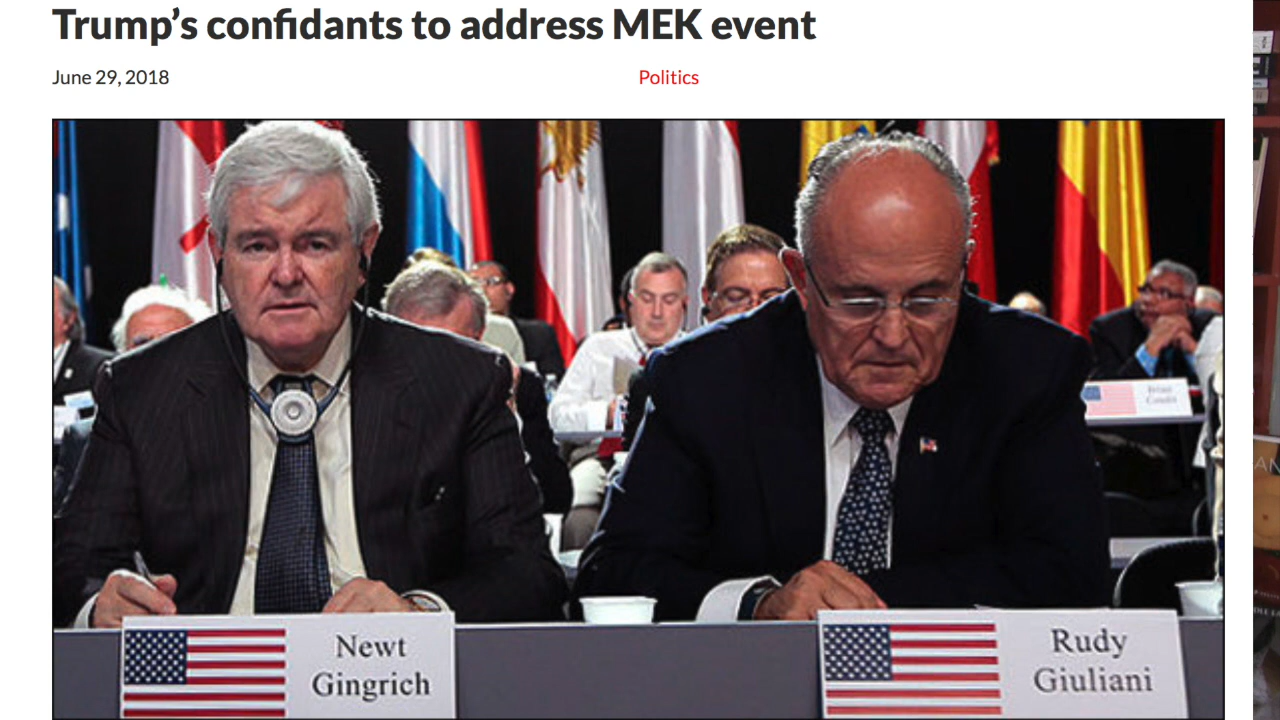 Trump’s confidants to address MEK event
June 29, 2018
Politics
Newt
Gingrich
Rudy
Giuliani